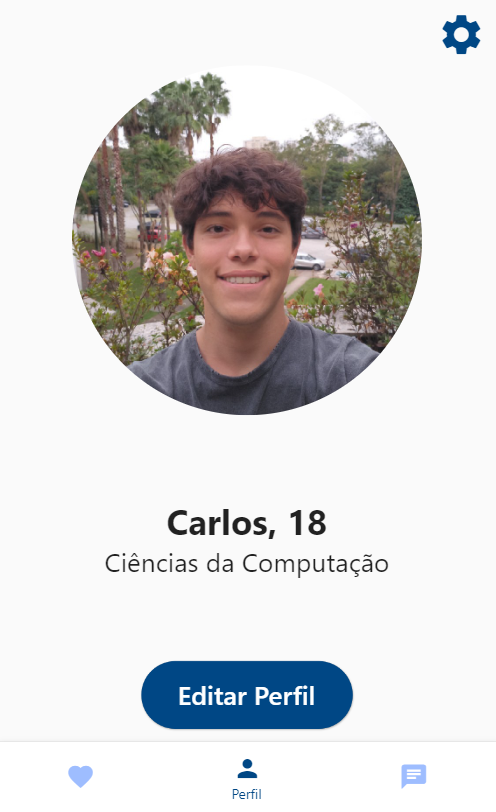 Carlos, 18
Ciências da Computação
Editar Perfil
Perfil